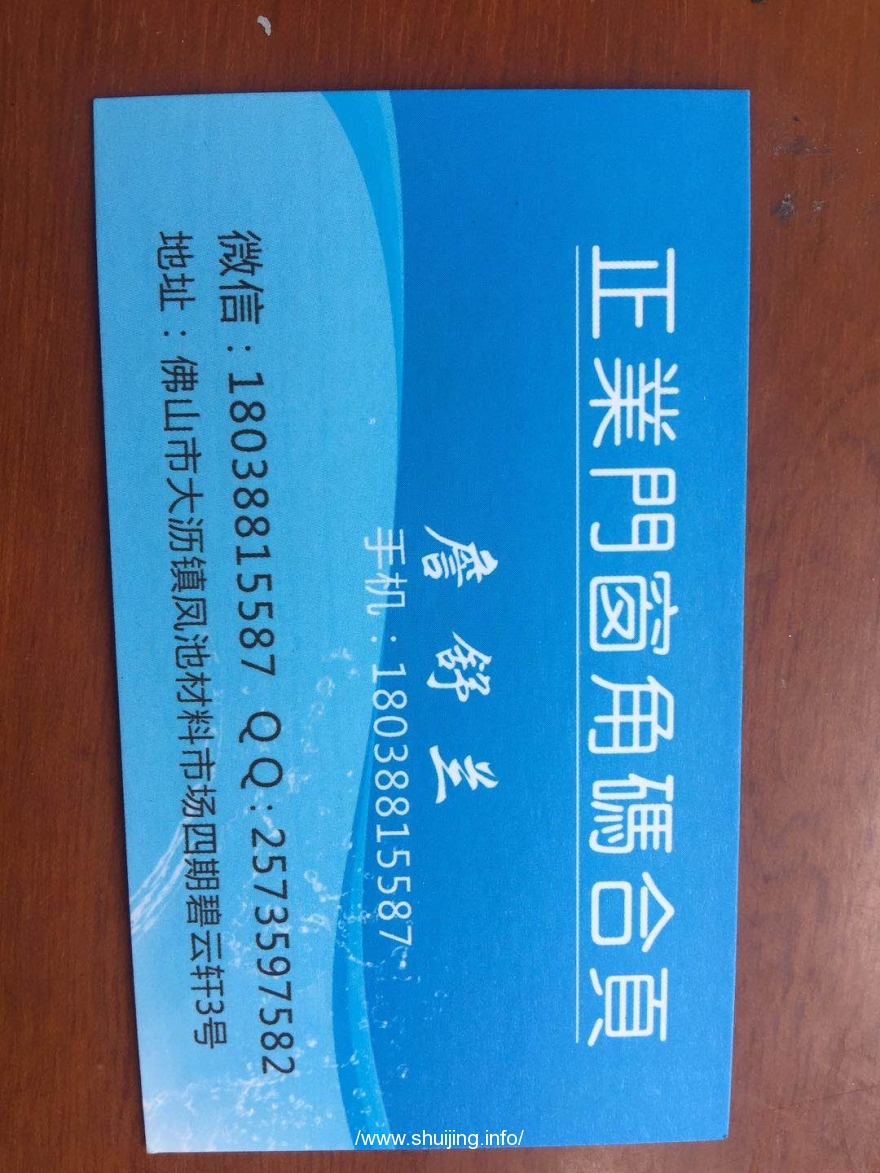 正業門窗角碼合頁
詹舒兰
手机：18038815587
微信：18038815587 QQ：2573597582
地址：佛山市大沥镇凤池材料市场四期碧云轩3号
/www.shuijing.info/